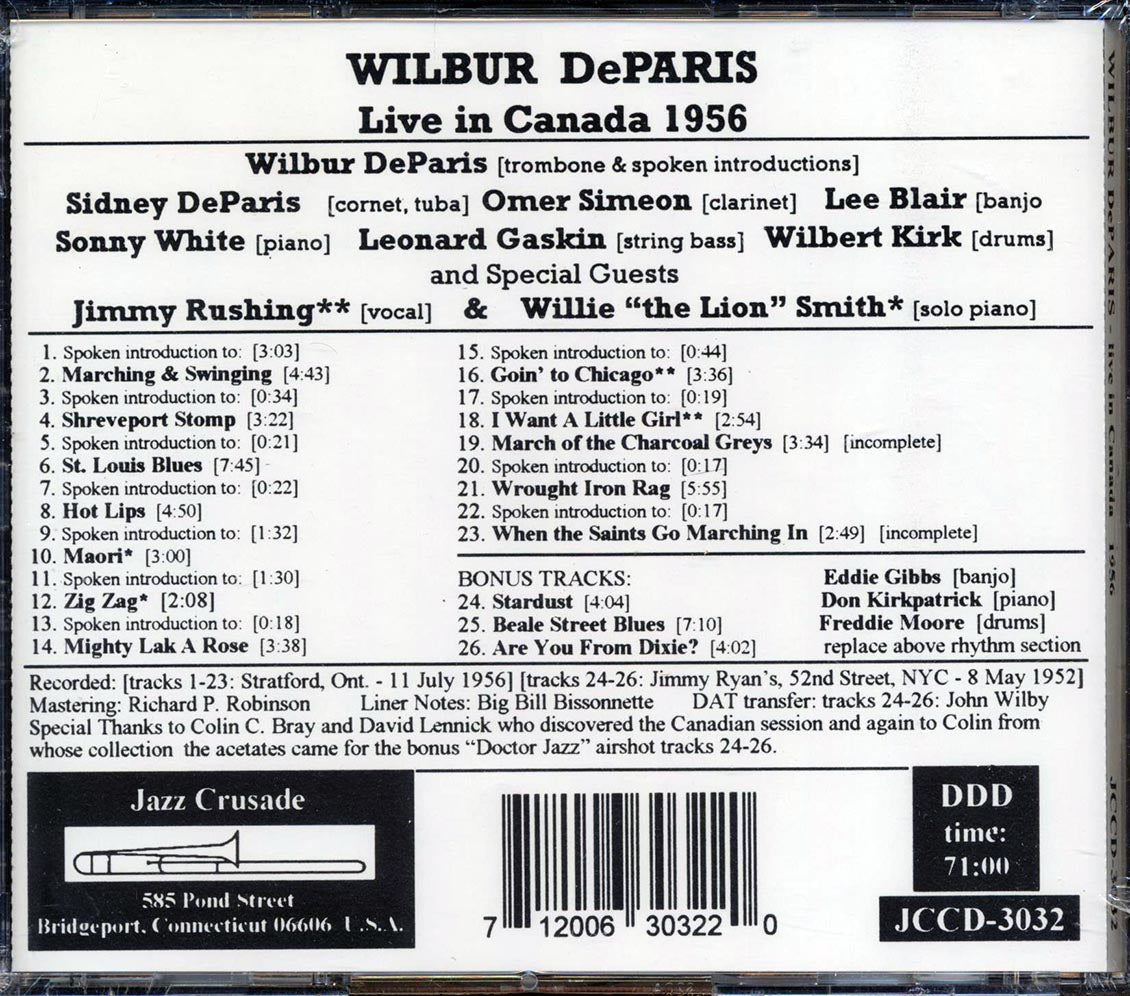 WILBUR DePARIS
Live in Canada 1956
Wilbur DeParis [trombone & spoken introductions]
Sidney DeParis [cornet, tuba] Omer Simeon [clarinet] Lee Blair [banjo
Sonny White [piano] Leonard Gaskin [string bass] Wilbert Kirk [drums]
and Special Guests
Jimmy Rushing** [vocal] & Willie “the Lion” Smith* [solo piano]
1. Spoken introduction to: [3:03]
2. Marching & Swinging [4:43]
3. Spoken introduction to: [0:34]
4. Shreveport Stomp [3:22]
5. Spoken introduction to: [0:21]
6. St. Louis Blues [7:45]
7. Spoken introduction to: [0:22]
8. Hot Lips [4:50]
9. Spoken introduction to: [1:32]
10. Maori* [3:00]
11. Spoken introduction to: [1:30]
12. Zig Zag* [2:08]
13. Spoken introduction to: [0:18]
14. Mighty Lak A Rose [3:38]
15. Spoken introduction to: [0:44]
16. Goin’ to Chicago** [3:36]
17. Spoken introduction to: [0:19]
18. I Want A Little Girl** [2:54]
19. March of the Charcoal Greys [3:34] [incomplete]
20. Spoken introduction to: [0:17]
21. Wrought Iron Rag [5:55]
22. Spoken introduction to: [0:17]
23. When the Saints Go Marching In [2:49] [incomplete]
BONUS TRACKS:
24. Stardust [4:04]
25. Beale Street Blues [7:10]
26. Are You From Dixie? [4:02]
Eddie Gibbs [banjo]
Don Kirkpatrick [piano]
Freddie Moore [drums]
replace above rhythm section
Recorded: [tracks 1-23: Stratford, Ont. - 11 July 1956] [tracks 24-26: Jimmy Ryan’s, 52nd Street, NYC - 8 May 1952]
Mastering: Richard P. Robinson Liner Notes: Big Bill Bissonnette DAT transfer: tracks 24-26: John Wilby
Special Thanks to Colin C. Bray and David Lennick who discovered the Canadian session and again to Colin from
whose collection the acetates came for the bonus “Doctor Jazz” airshot tracks 24-26.
Jazz Crusade
585 Pond Street
Bridgeport, Connecticut 06606 U.S.A.
7 12006 30322 0
DDD
time:
71:00
JCCD-3032
WILBUR DePARIS - live in Canada - 1956 JCCD-3032